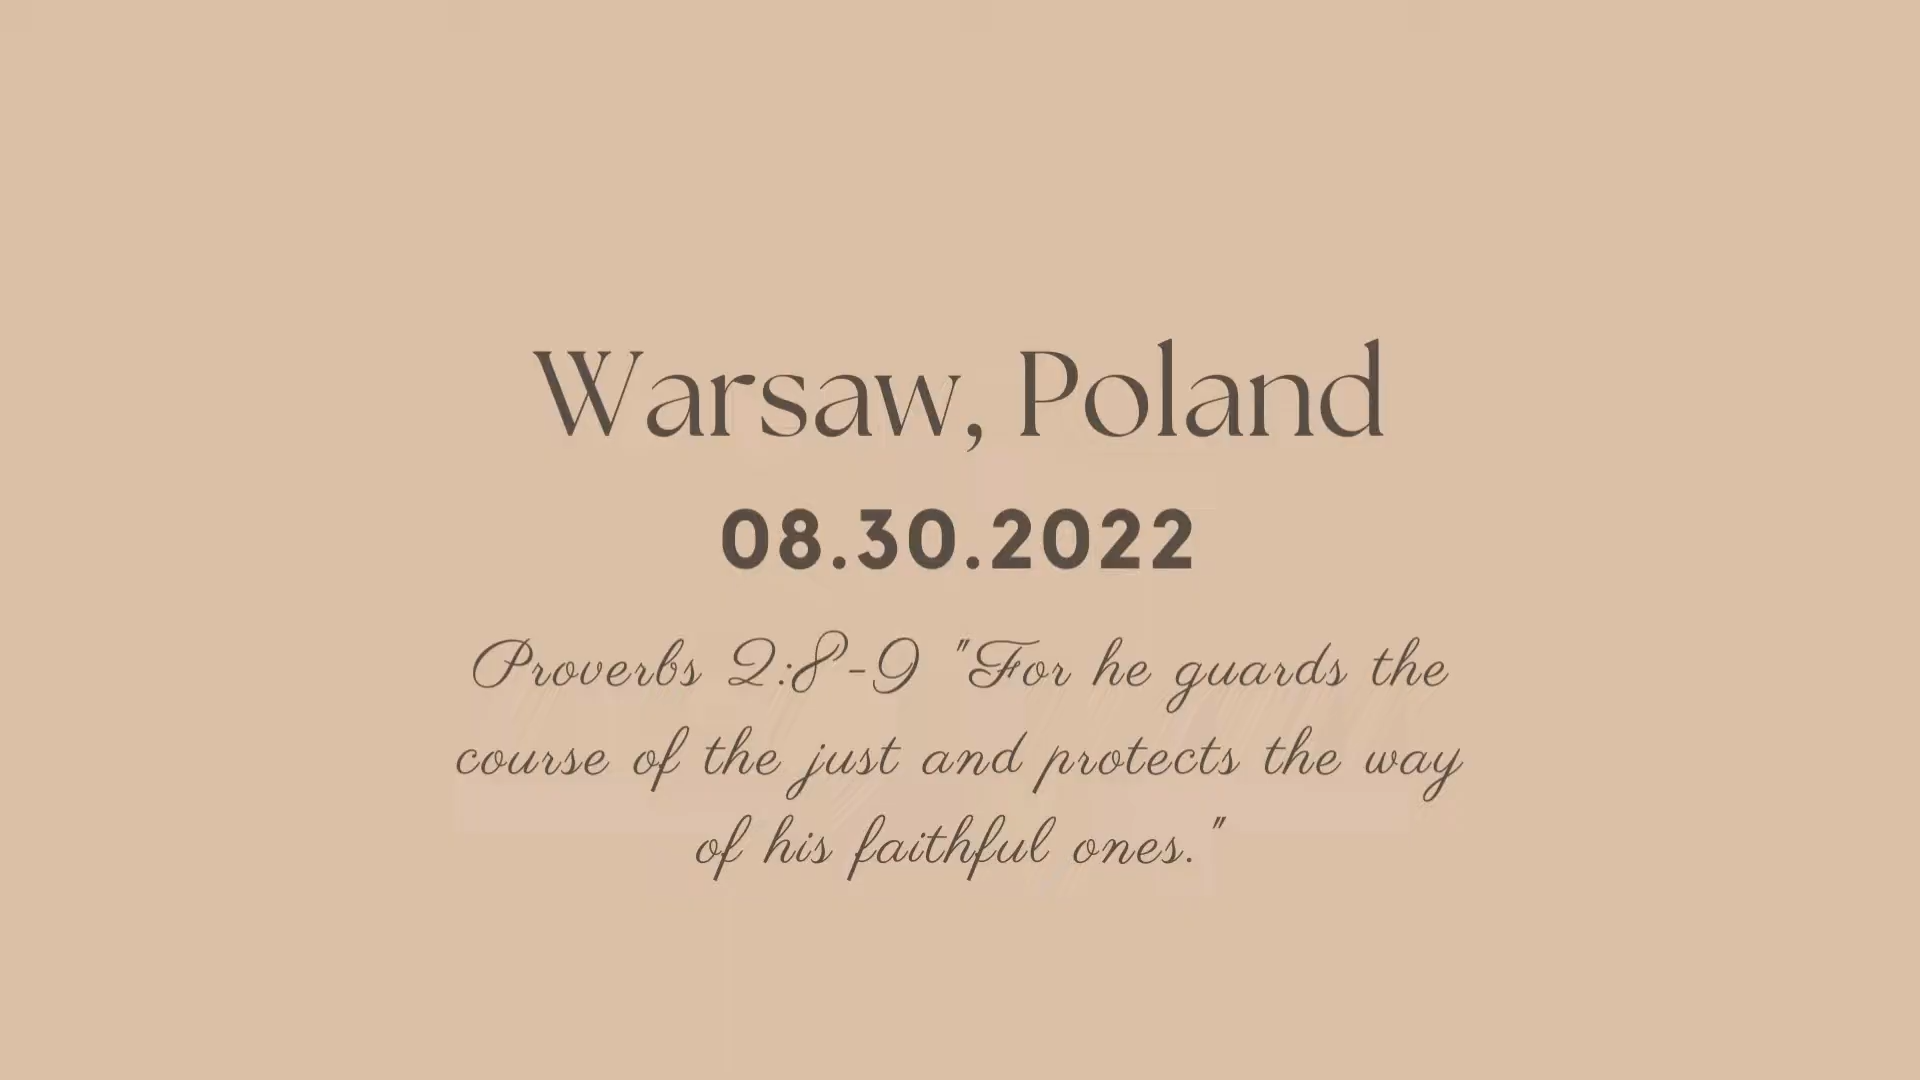 Warsaw, Poland
08.30.2022
Proverbs 2:8-9 "For he guards the
course of the just and protects the way
of his faithful ones."